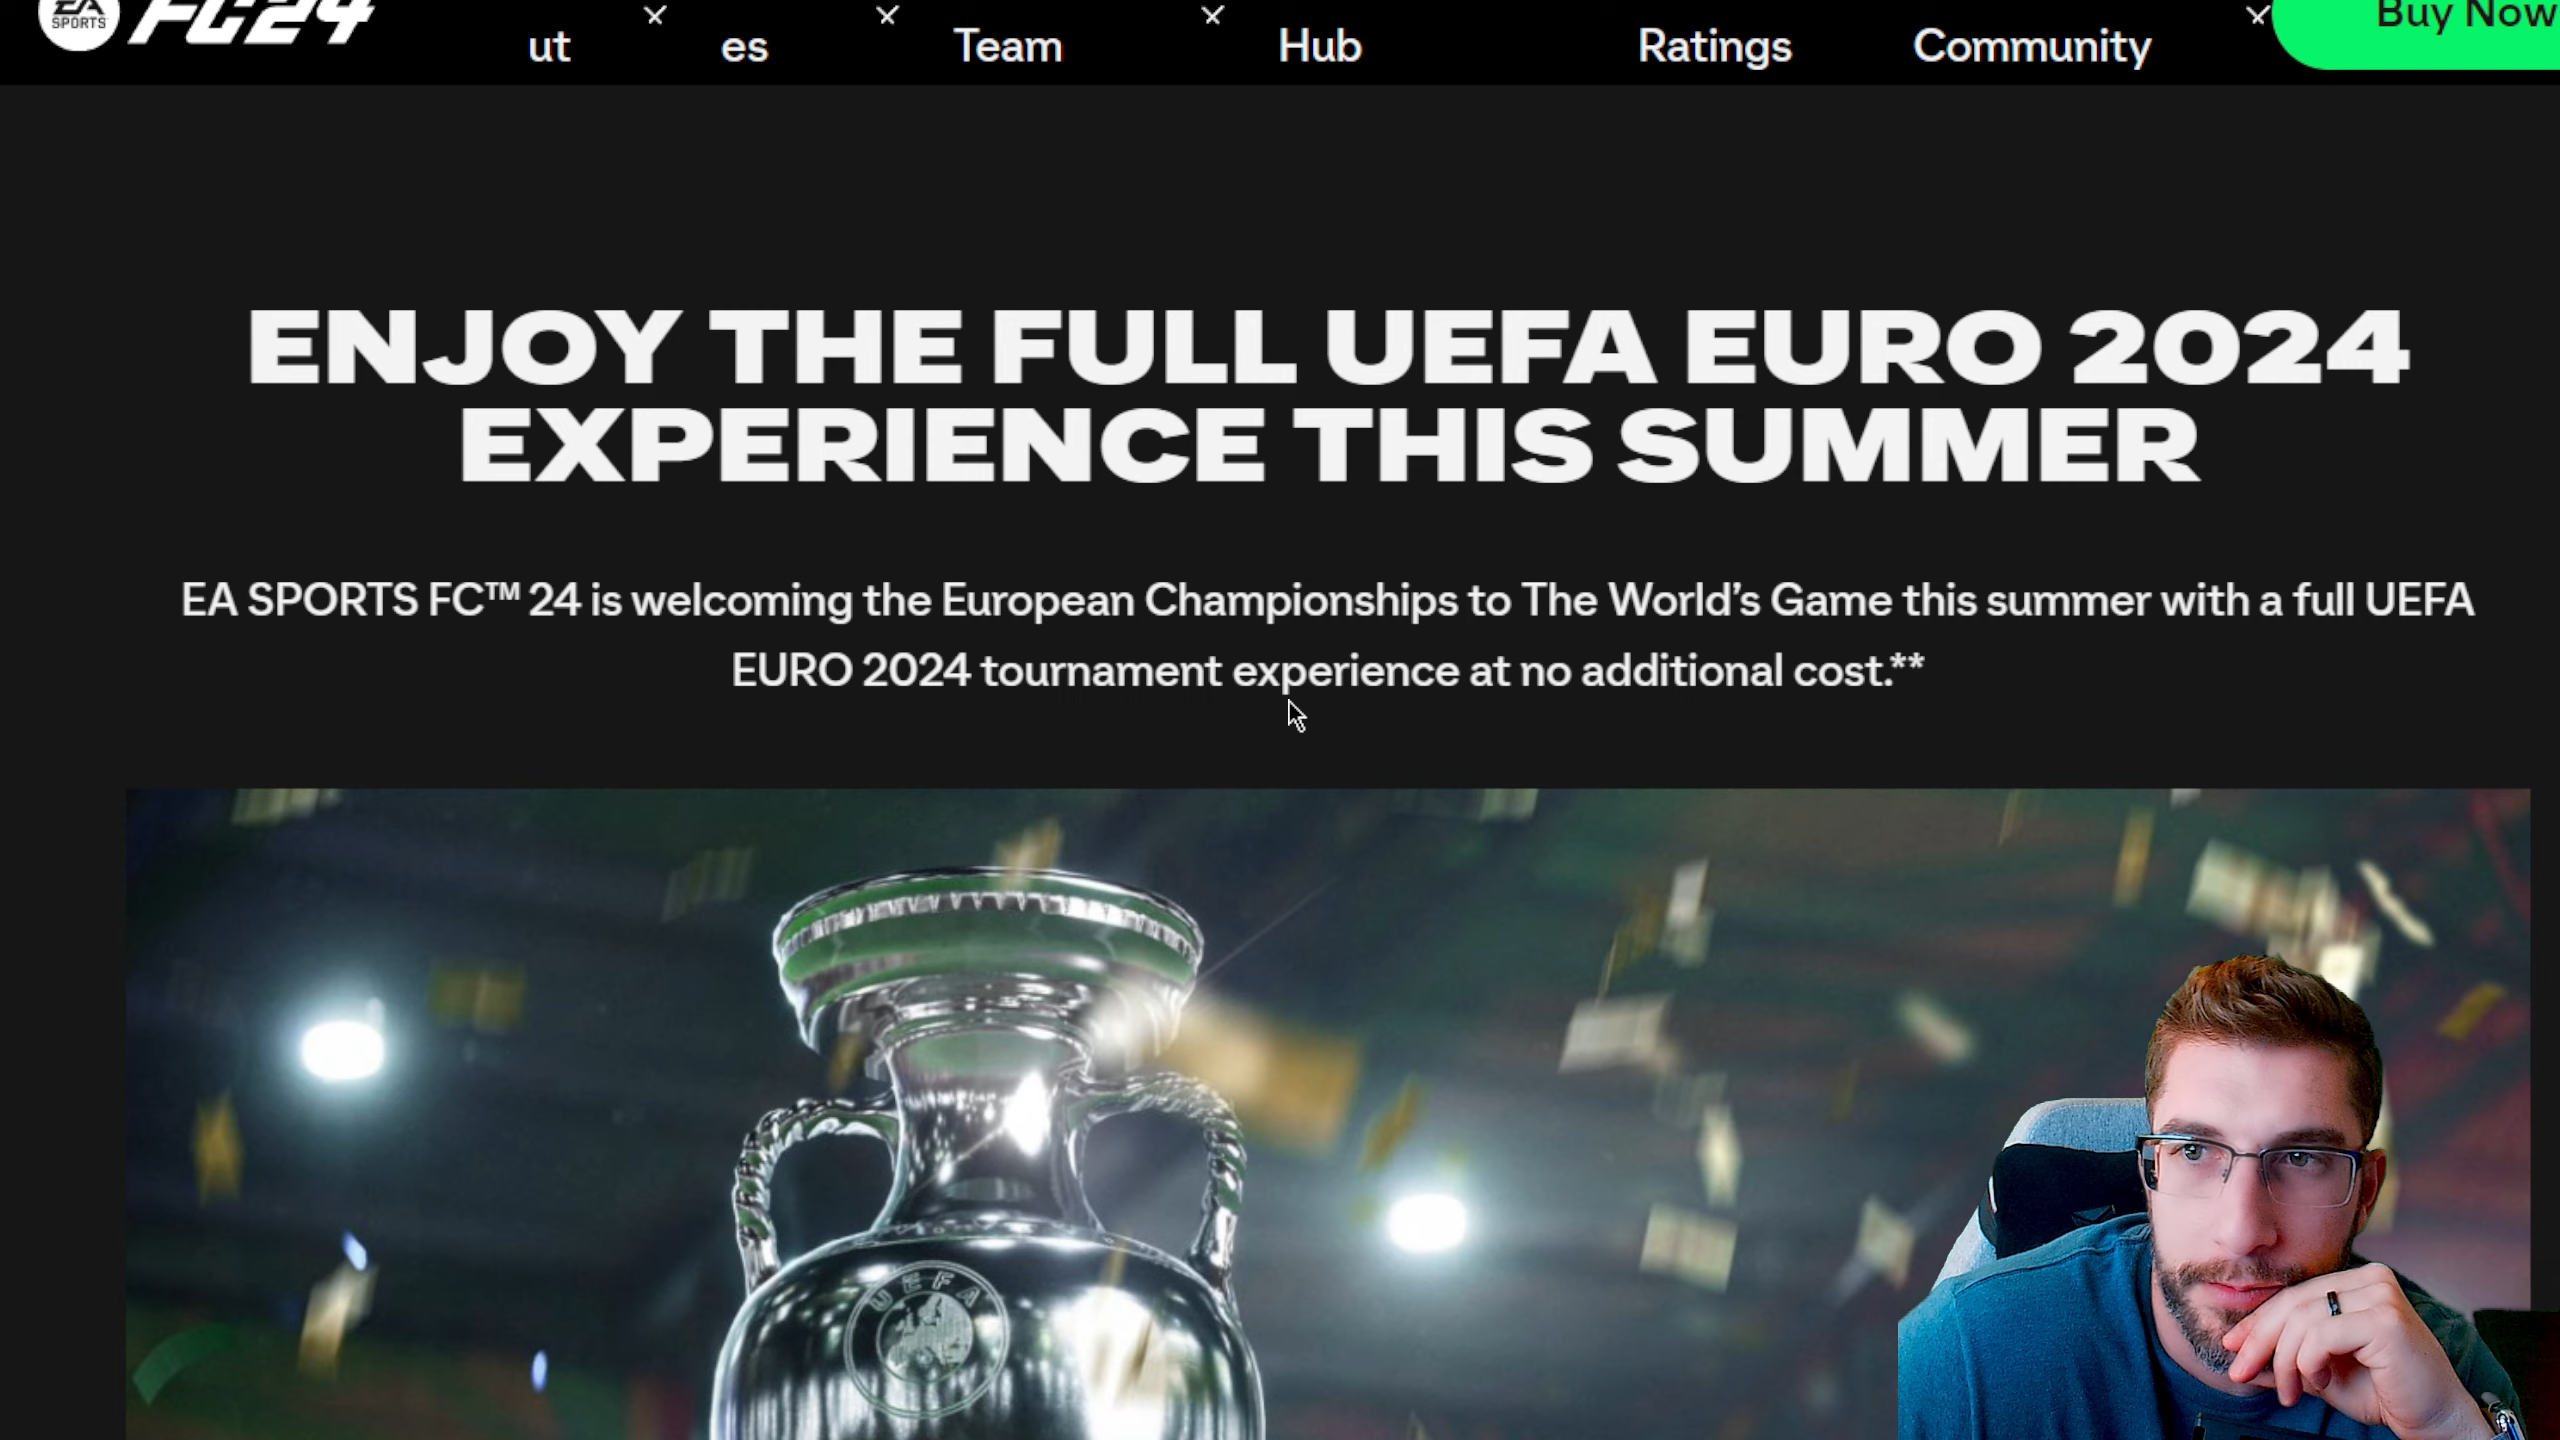 EA SPORTS FC24
ut
es
Team
Hub
Ratings
Community
Buy Now
ENJOY THE FULL UEFA EURO 2024
EXPERIENCE THIS SUMMER
EA SPORTS FC™ 24 is welcoming the European Championships to The World’s Game this summer with a full UEFA
EURO 2024 tournament experience at no additional cost.**
UEFA